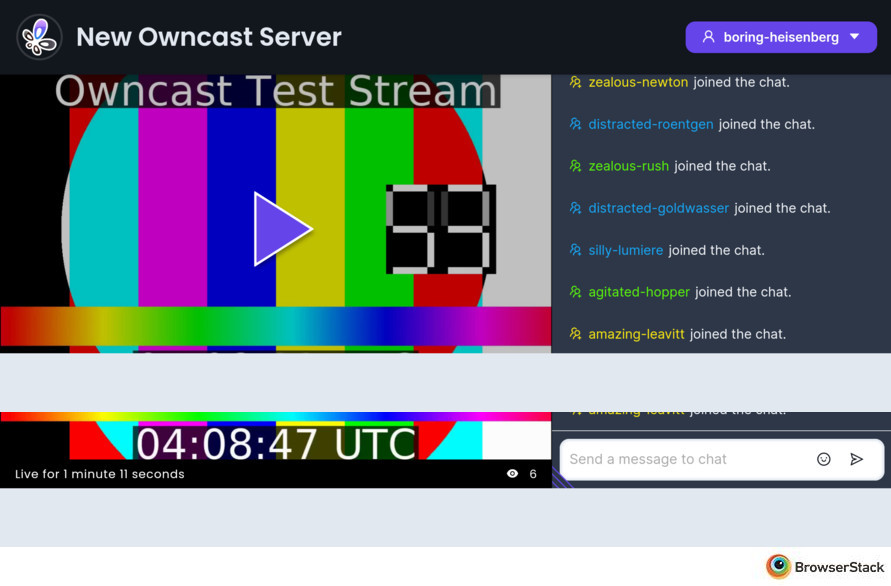 New Owncast Server
boring-heisenberg
Owncast Test Stream
zealous-newton joined the chat.
distracted-roentgen joined the chat.
zealous-rush joined the chat.
distracted-goldwasser joined the chat.
silly-lumiere joined the chat.
agitated-hopper joined the chat.
amazing-leavitt joined the chat.
amazing-leavitt joined the chat.
04:08:47 UTC
Live for 1 minute 11 seconds
6
Send a message to chat
BrowserStack